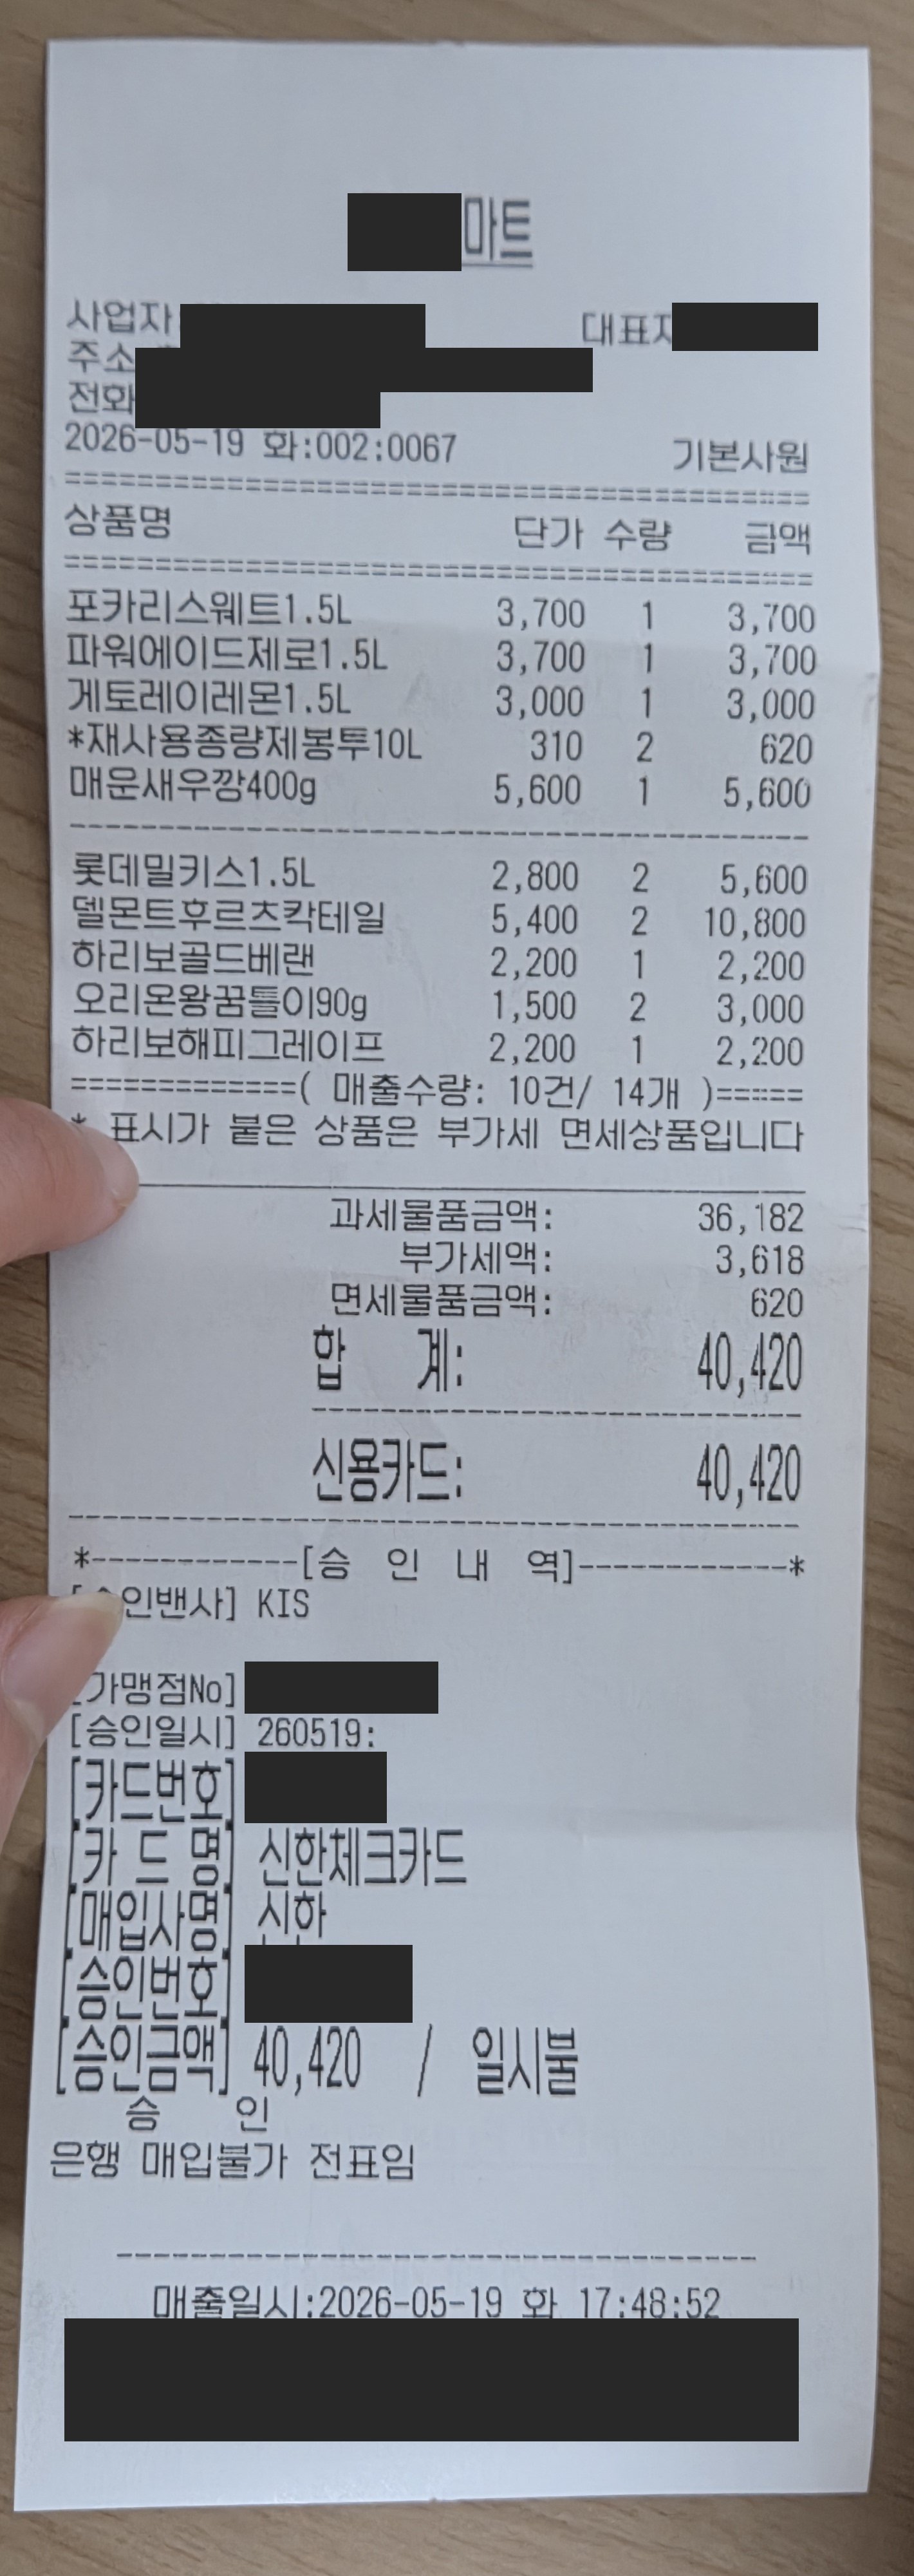 마트
사업자
대표자
주소
전화
2026-05-19 화:002:0067 기본사원
========================================
상품명 단가 수량 금액
========================================
포카리스웨트1.5L 3,700 1 3,700
파워에이드제로1.5L 3,700 1 3,700
게토레이레몬1.5L 3,000 1 3,000
*재사용종량제봉투10L 310 2 620
매운새우깡400g 5,600 1 5,600
----------------------------------------
롯데밀키스1.5L 2,800 2 5,600
델몬트후르츠칵테일 5,400 2 10,800
하리보골드베랜 2,200 1 2,200
오리온왕꿈틀이90g 1,500 2 3,000
하리보해피그레이프 2,200 1 2,200
============( 매출수량: 10건/ 14개 )=====
* 표시가 붙은 상품은 부가세 면세상품입니다
과세물품금액: 36,182
부가세액: 3,618
면세물품금액: 620
합 계: 40,420
신용카드: 40,420
*------------[승 인 내 역]------------*
인밴사] KIS
가맹점No]
[승인일시] 260519:
[카드번호]
[카 드 명] 신한체크카드
[매입사명] 신한
[승인번호]
[승인금액] 40,420 / 일시불
승 인
은행 매입불가 전표임
매출일시:2026-05-19 화 17:48:52